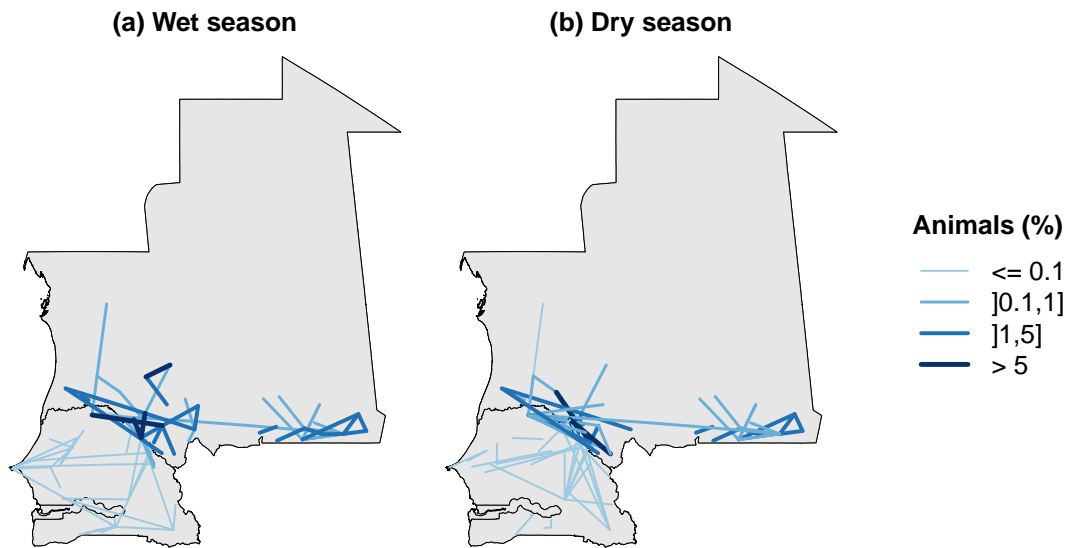 (a) Wet season
(b) Dry season
Animals (%)
<= 0.1
]0.1,1]
]1,5]
> 5